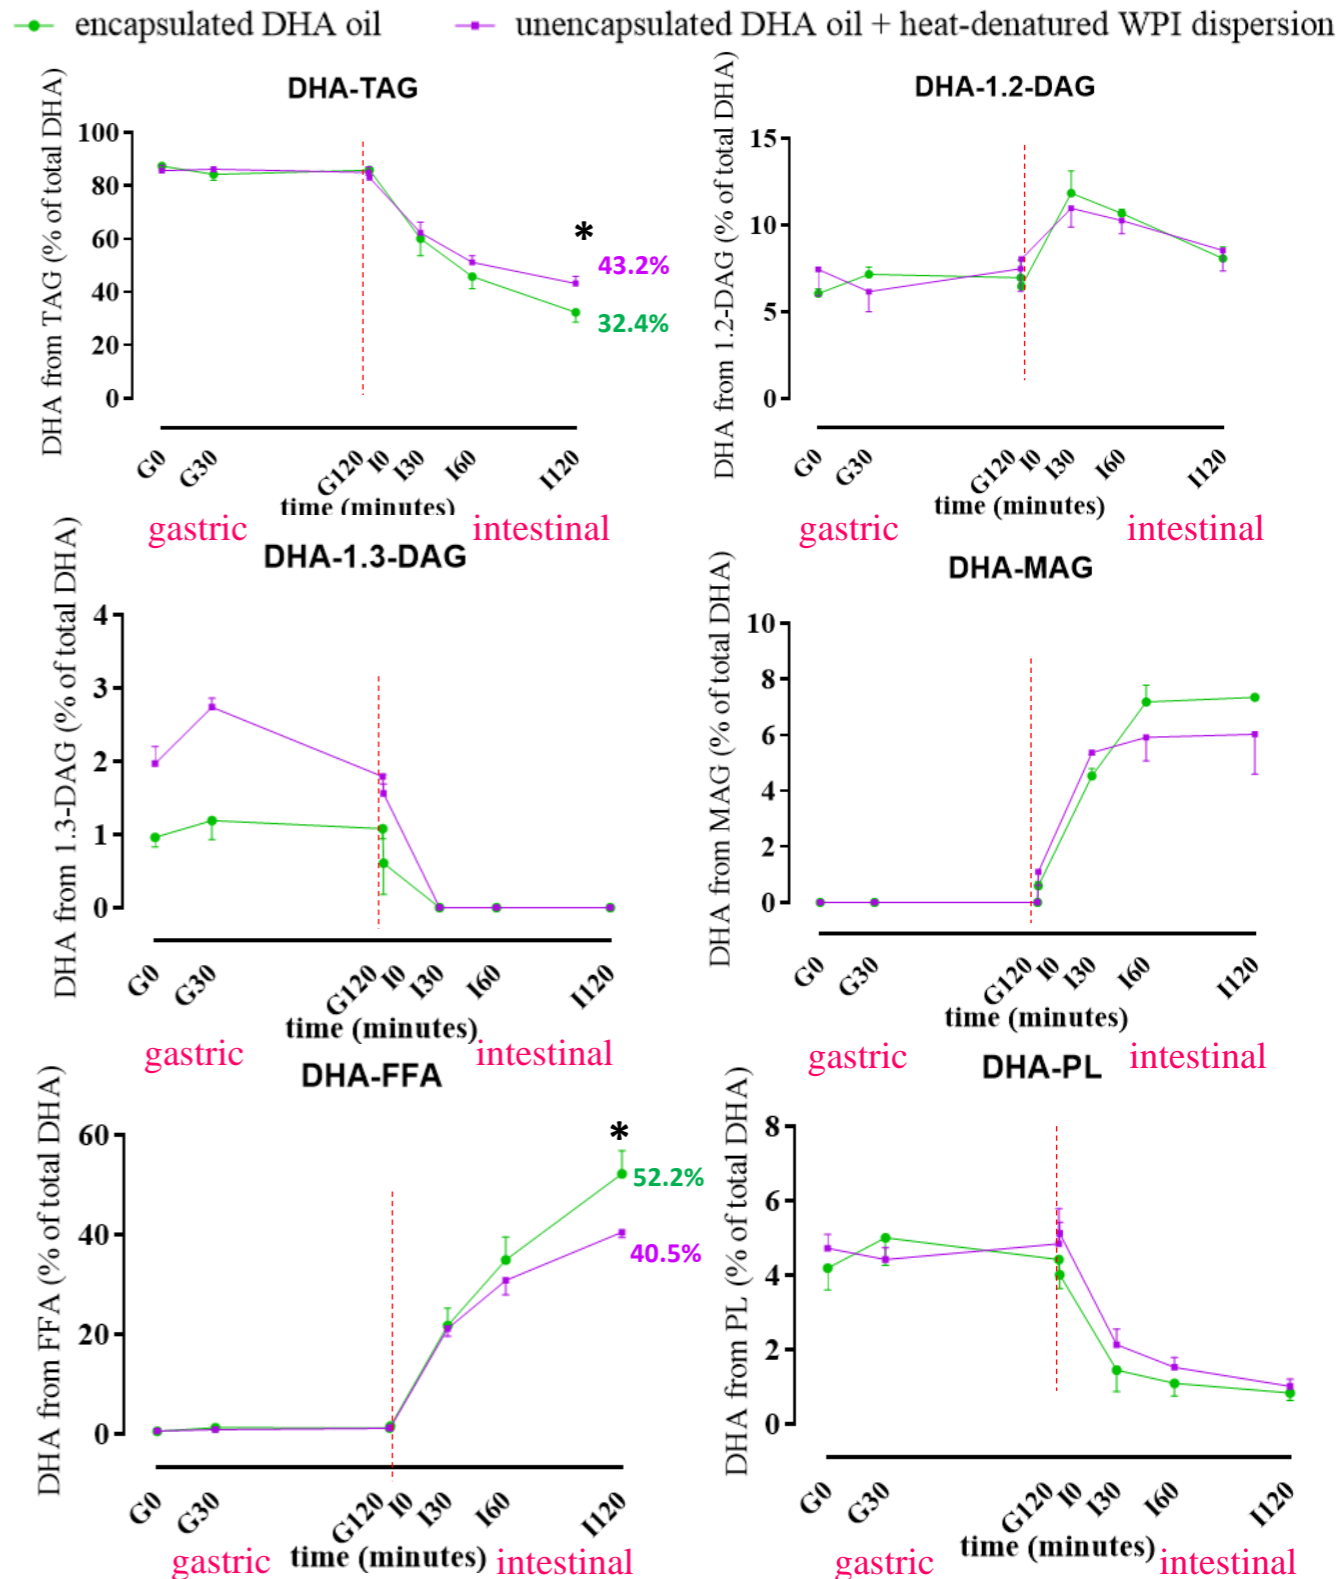 encapsulated DHA oil
unencapsulated DHA oil + heat-denatured WPI dispersion
DHA-TAG
DHA from TAG (% of total DHA)
100
80
60
40
20
0
*
43.2%
32.4%
G0
G30
G120
I0
I30
I60
I120
time (minutes)
gastric
intestinal
DHA-1.2-DAG
DHA from 1.2-DAG (% of total DHA)
15
10
5
0
G0
G30
G120
I0
I30
I60
I120
time (minutes)
gastric
intestinal
DHA-1.3-DAG
DHA from 1.3-DAG (% of total DHA)
4
3
2
1
0
G0
G30
G120
I0
I30
I60
I120
time (minutes)
gastric
intestinal
DHA-MAG
DHA from MAG (% of total DHA)
10
8
6
4
2
0
G0
G30
G120
I0
I30
I60
I120
time (minutes)
gastric
intestinal
DHA-FFA
DHA from FFA (% of total DHA)
60
40
20
0
*
52.2%
40.5%
G0
G30
G120
I0
I30
I60
I120
gastric
time (minutes)
intestinal
DHA-PL
DHA from PL (% of total DHA)
8
6
4
2
0
G0
G30
G120
I0
I30
I60
I120
gastric
time (minutes)
intestinal